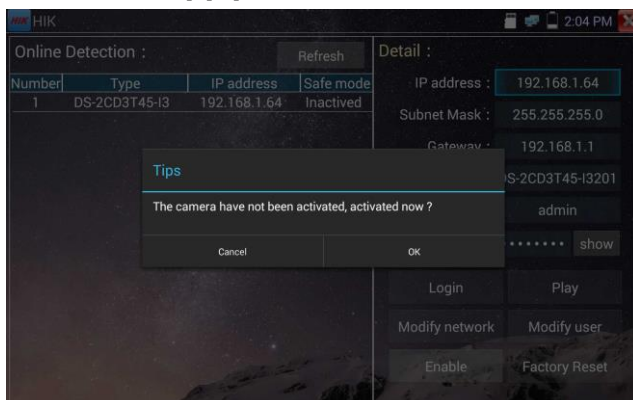 HIK HIK
2:04 PM
Online Detection :
Refresh
Number Type IP address Safe mode
1 DS-2CD3T45-I3 192.168.1.64 Inactived
Detail :
IP address : 192.168.1.64
Subnet Mask : 255.255.255.0
Gateway : 192.168.1.1
DS-2CD3T45-I3201
admin
show
Login Play
Modify network Modify user
Enable Factory Reset
Tips
The camera have not been activated, activated now ?
Cancel OK